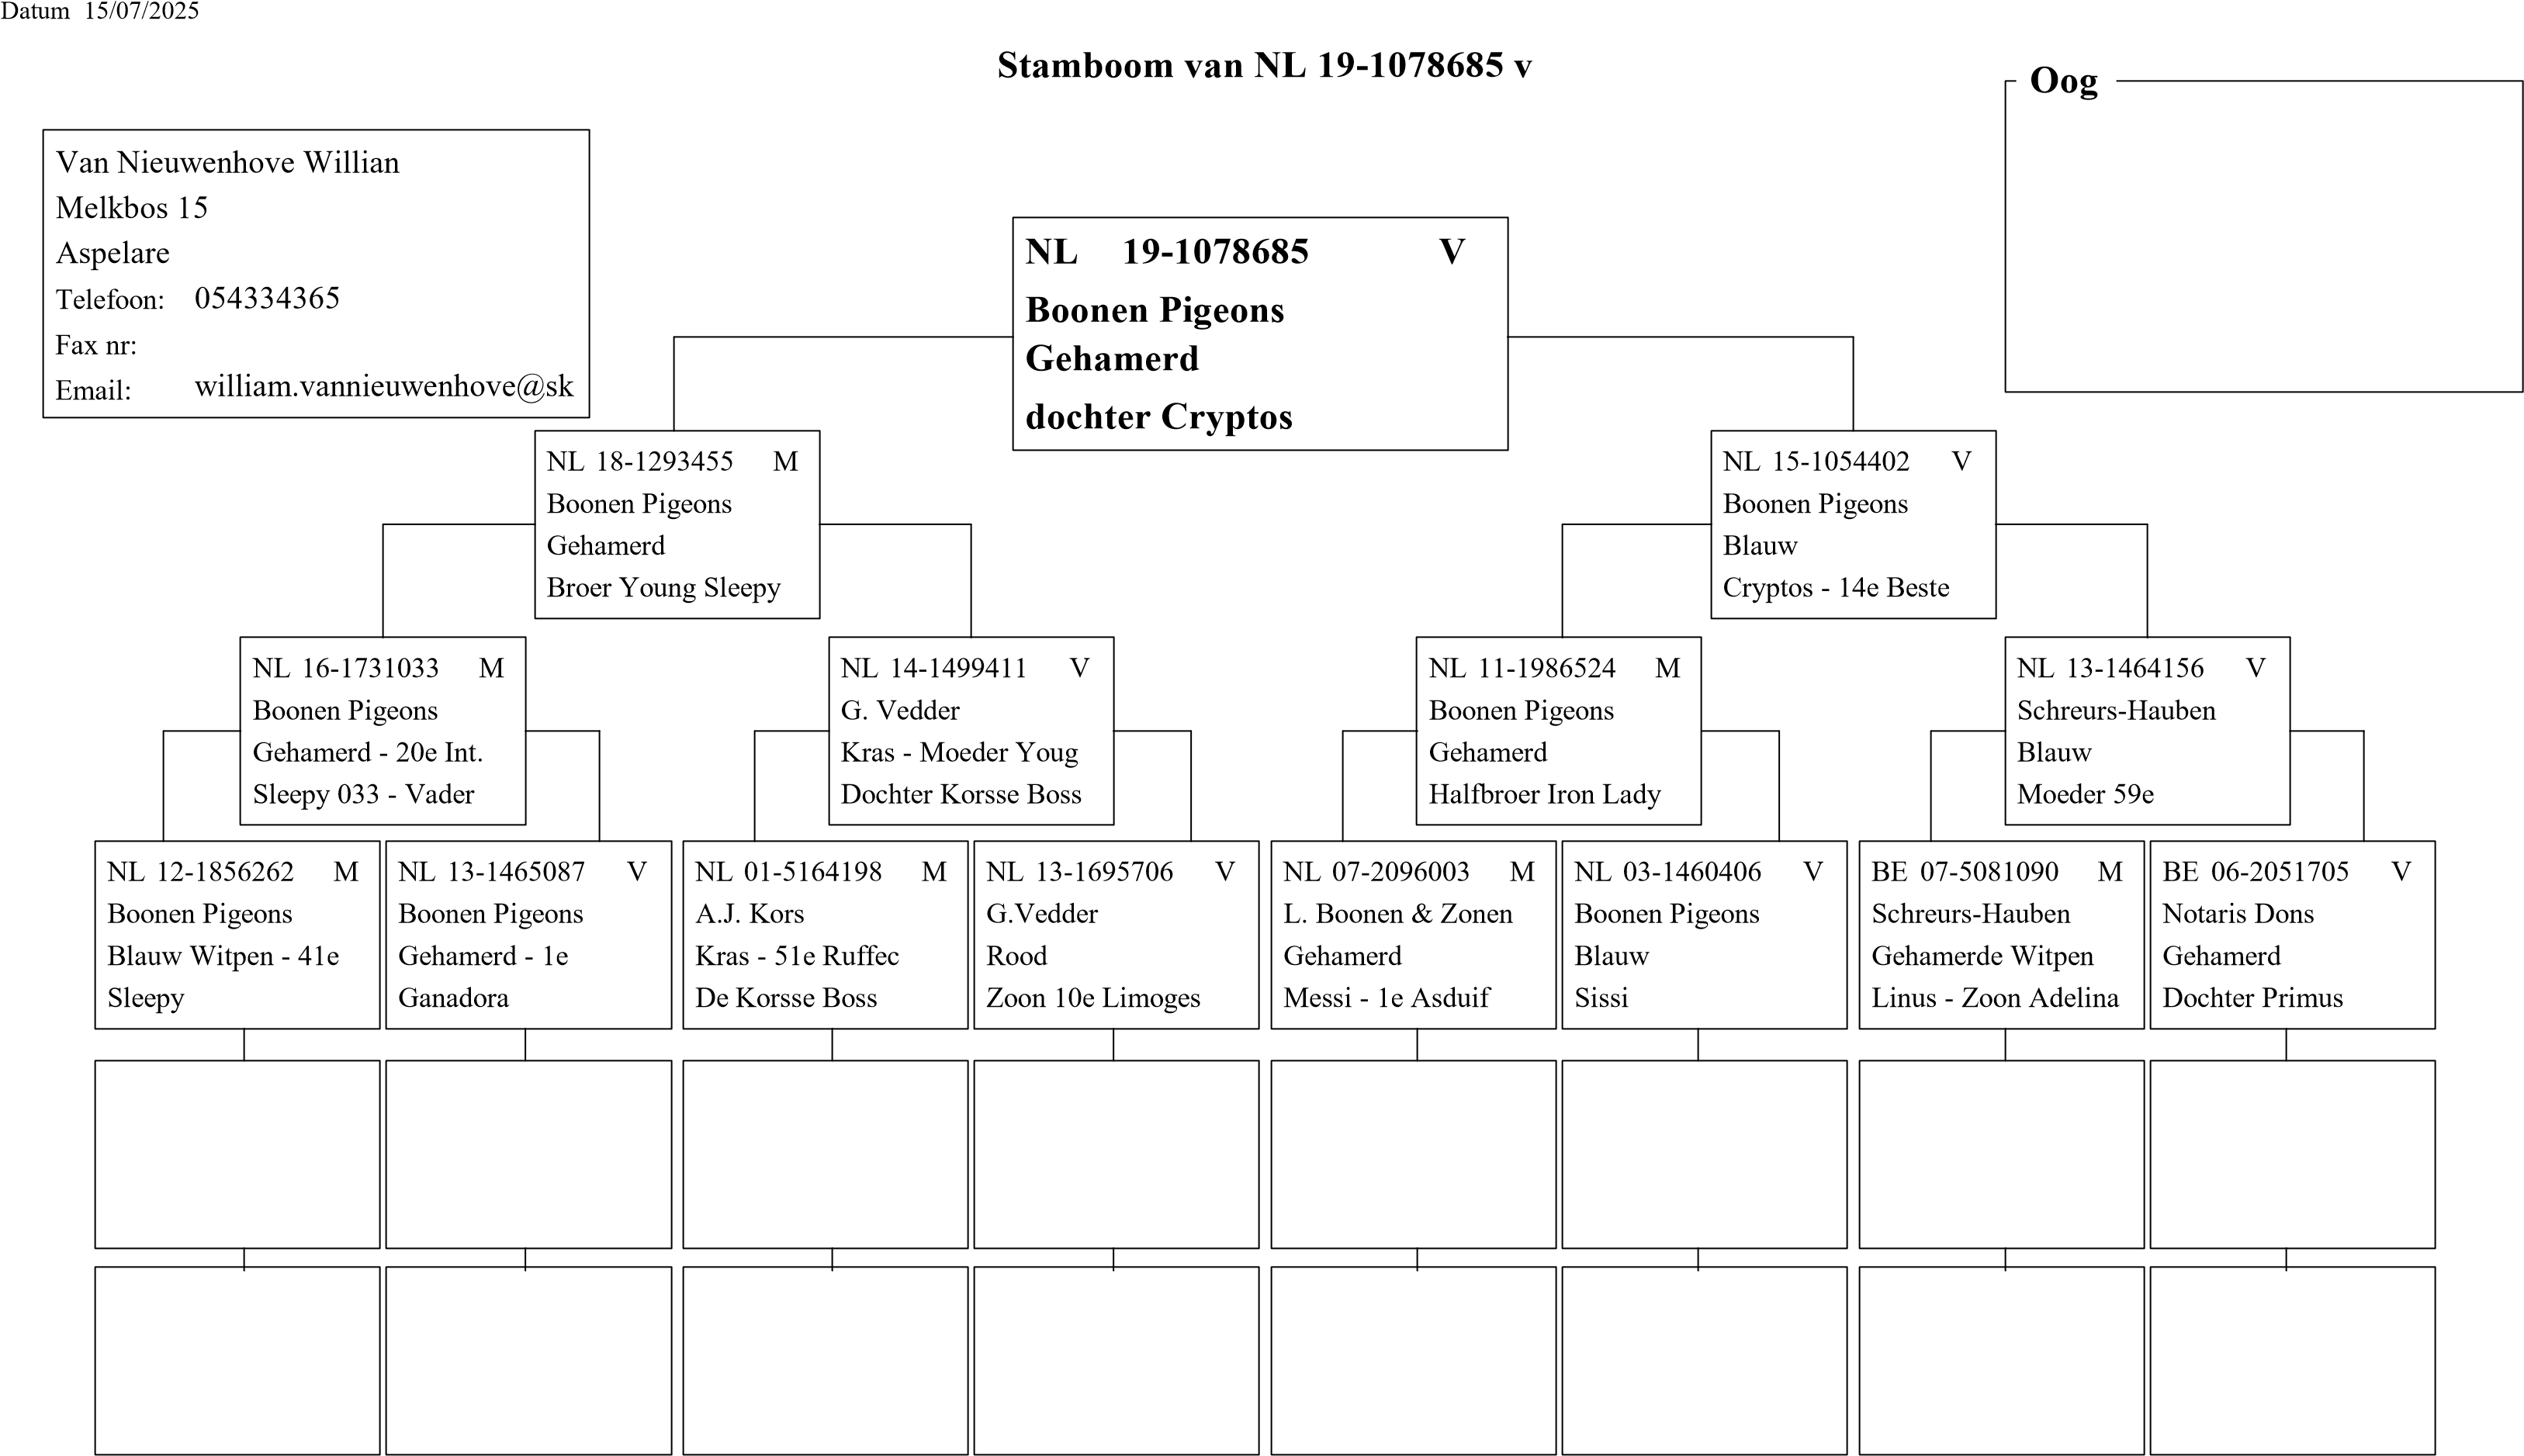 Datum 15/07/2025
Stamboom van NL 19-1078685 v
Oog
Van Nieuwenhove Willian
Melkbos 15
Aspelare
Telefoon: 054334365
Fax nr:
Email: william.vannieuwenhove@sk
NL 19-1078685 V
Boonen Pigeons
Gehamerd
dochter Cryptos
NL 18-1293455 M
Boonen Pigeons
Gehamerd
Broer Young Sleepy
NL 15-1054402 V
Boonen Pigeons
Blauw
Cryptos - 14e Beste
NL 16-1731033 M
Boonen Pigeons
Gehamerd - 20e Int.
Sleepy 033 - Vader
NL 14-1499411 V
G. Vedder
Kras - Moeder Youg
Dochter Korsse Boss
NL 11-1986524 M
Boonen Pigeons
Gehamerd
Halfbroer Iron Lady
NL 13-1464156 V
Schreurs-Hauben
Blauw
Moeder 59e
NL 12-1856262 M
Boonen Pigeons
Blauw Witpen - 41e
Sleepy
NL 13-1465087 V
Boonen Pigeons
Gehamerd - 1e
Ganadora
NL 01-5164198 M
A.J. Kors
Kras - 51e Ruffec
De Korsse Boss
NL 13-1695706 V
G.Vedder
Rood
Zoon 10e Limoges
NL 07-2096003 M
L. Boonen & Zonen
Gehamerd
Messi - 1e Asduif
NL 03-1460406 V
Boonen Pigeons
Blauw
Sissi
BE 07-5081090 M
Schreurs-Hauben
Gehamerde Witpen
Linus - Zoon Adelina
BE 06-2051705 V
Notaris Dons
Gehamerd
Dochter Primus